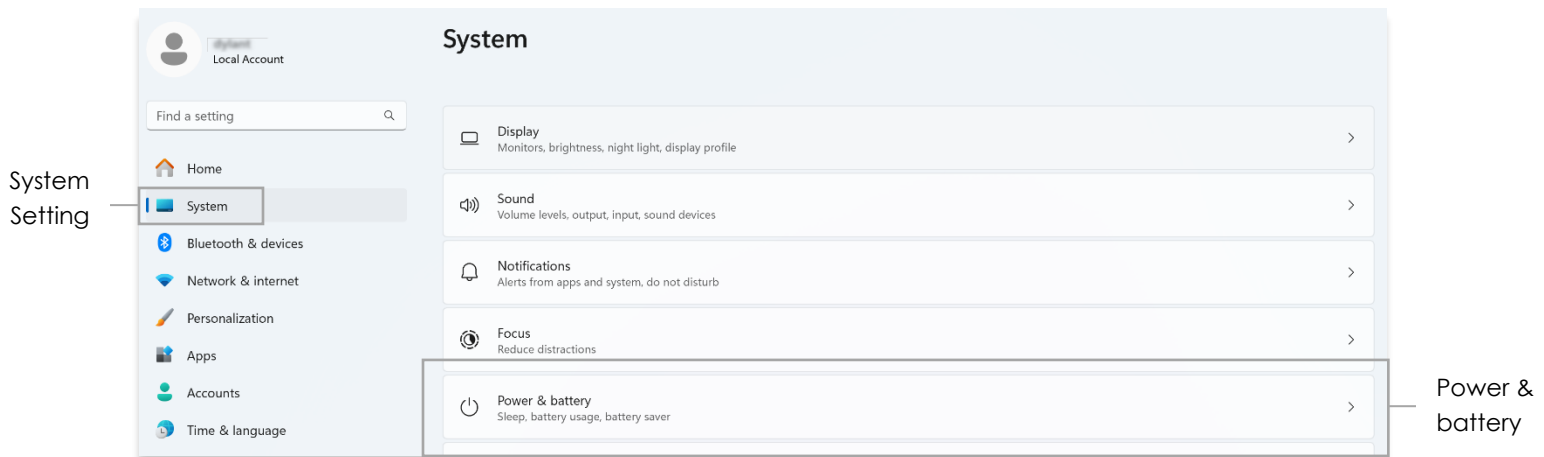 Local Account
System
Find a setting
Home
System
Bluetooth & devices
Network & internet
Personalization
Apps
Accounts
Time & language
Display
Monitors, brightness, night light, display profile
Sound
Volume levels, output, input, sound devices
Notifications
Alerts from apps and system, do not disturb
Focus
Reduce distractions
Power & battery
Sleep, battery usage, battery saver
System
Setting
Power &
battery